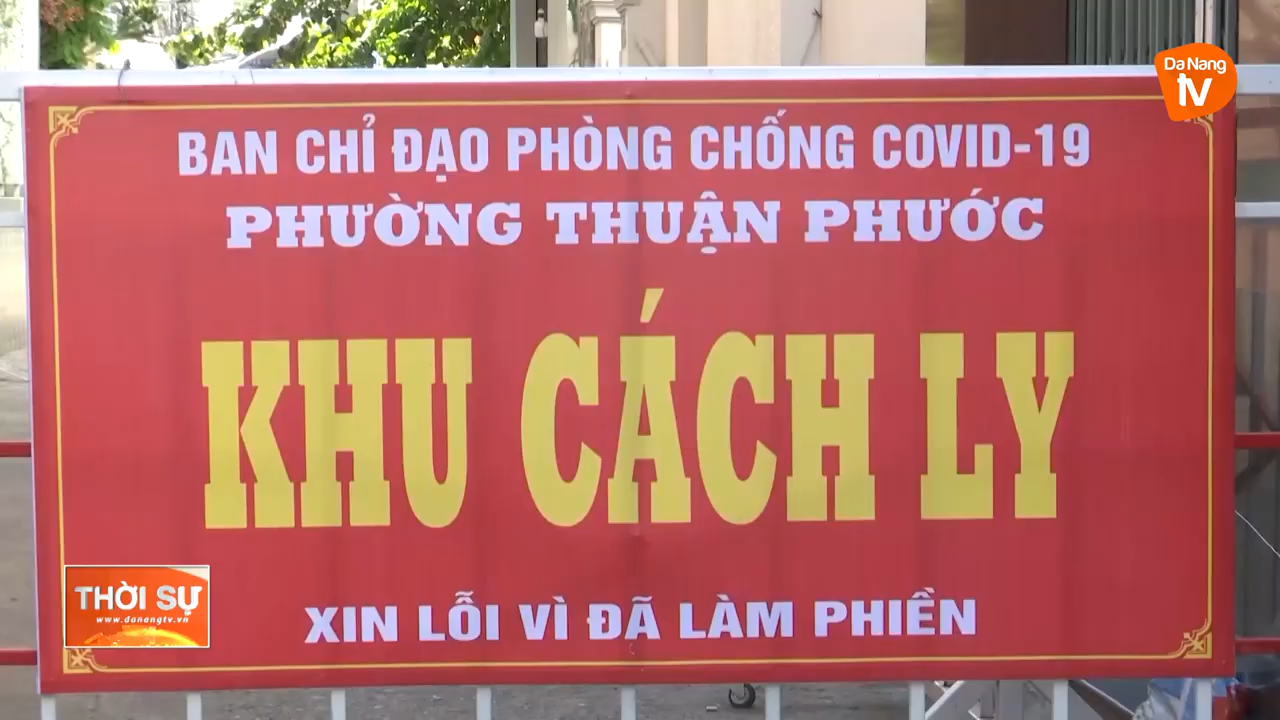 Da Nang
tv
BAN CHỈ ĐẠO PHÒNG CHỐNG COVID-19
PHƯỜNG THUẬN PHƯỚC
KHU CÁCH LY
XIN LỖI VÌ ĐÃ LÀM PHIỀN
THỜI SỰ
www.danangtv.vn